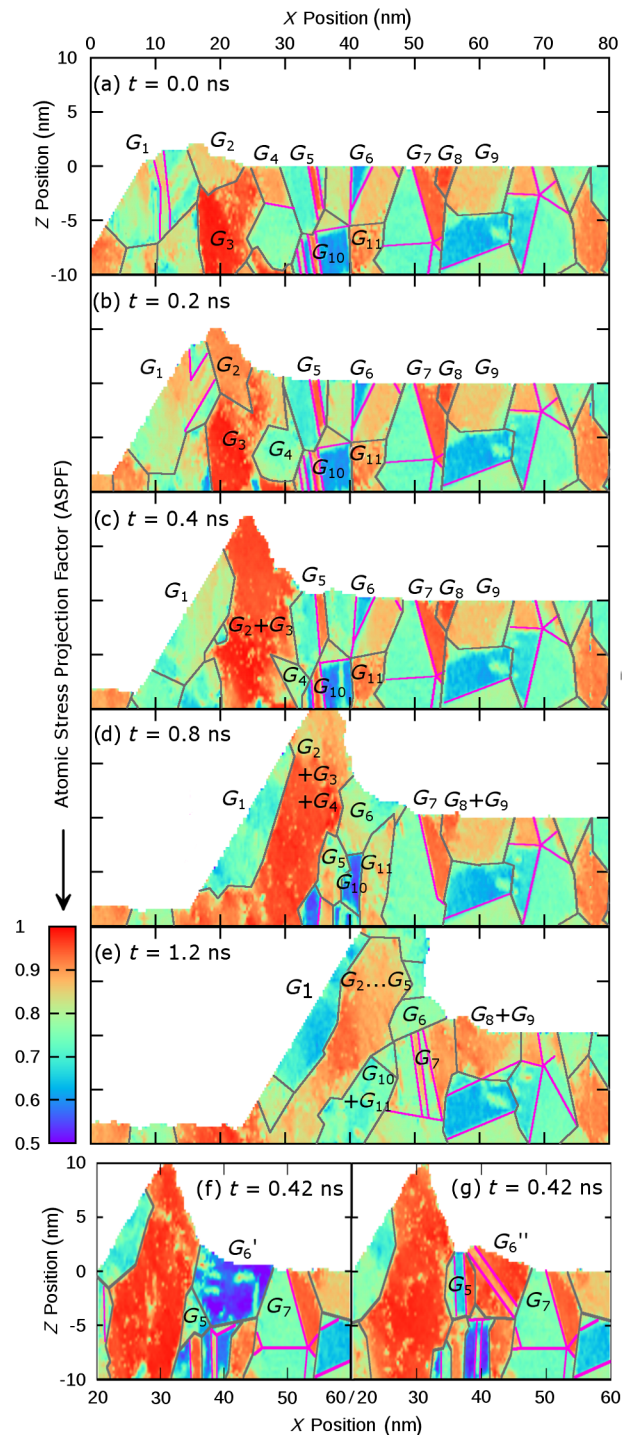 X Position (nm)
0 10 20 30 40 50 60 70 80
10
5
0
-5
-10
Z Position (nm)
(a) t = 0.0 ns
G1 G2 G4 G5 G6 G7 G8 G9
G3 G10 G11
(b) t = 0.2 ns
G1 G2 G5 G6 G7 G8 G9
G3 G4 G10 G11
Atomic Stress Projection Factor (ASPF)
(c) t = 0.4 ns
G1 G5 G6 G7 G8 G9
G2+G3
G4 G10 G11
(d) t = 0.8 ns
G2
+G3
G1 +G4 G6 G7 G8+G9
G5 G11
G10
1
0.9
0.8
0.7
0.6
0.5
(e) t = 1.2 ns
G1 G2...G5
G6 G8+G9
G7
G10
+G11
10
5
0
-5
-10
Z Position (nm)
(f) t = 0.42 ns
G6'
G5 G7
(g) t = 0.42 ns
G6''
G5 G7
20 30 40 50 60/20 30 40 50 60
X Position (nm)